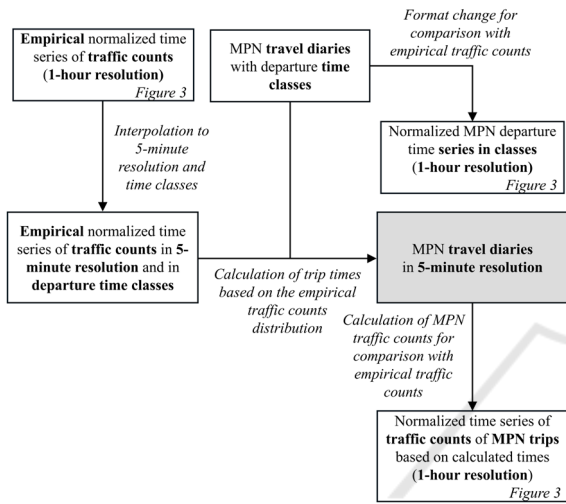 Empirical normalized time
series of traffic counts
(1-hour resolution)
Figure 3
MPN travel diaries
with departure time
classes
Format change for
comparison with
empirical traffic counts
Interpolation to
5-minute
resolution and
time classes
Normalized MPN departure
time series in classes
(1-hour resolution)
Figure 3
Empirical normalized time
series of traffic counts in 5-
minute resolution and in
departure time classes
Calculation of trip times
based on the empirical
traffic counts
distribution
MPN travel diaries
in 5-minute resolution
Calculation of MPN
traffic counts for
comparison with
empirical traffic
counts
Normalized time series of
traffic counts of MPN trips
based on calculated times
(1-hour resolution)
Figure 3